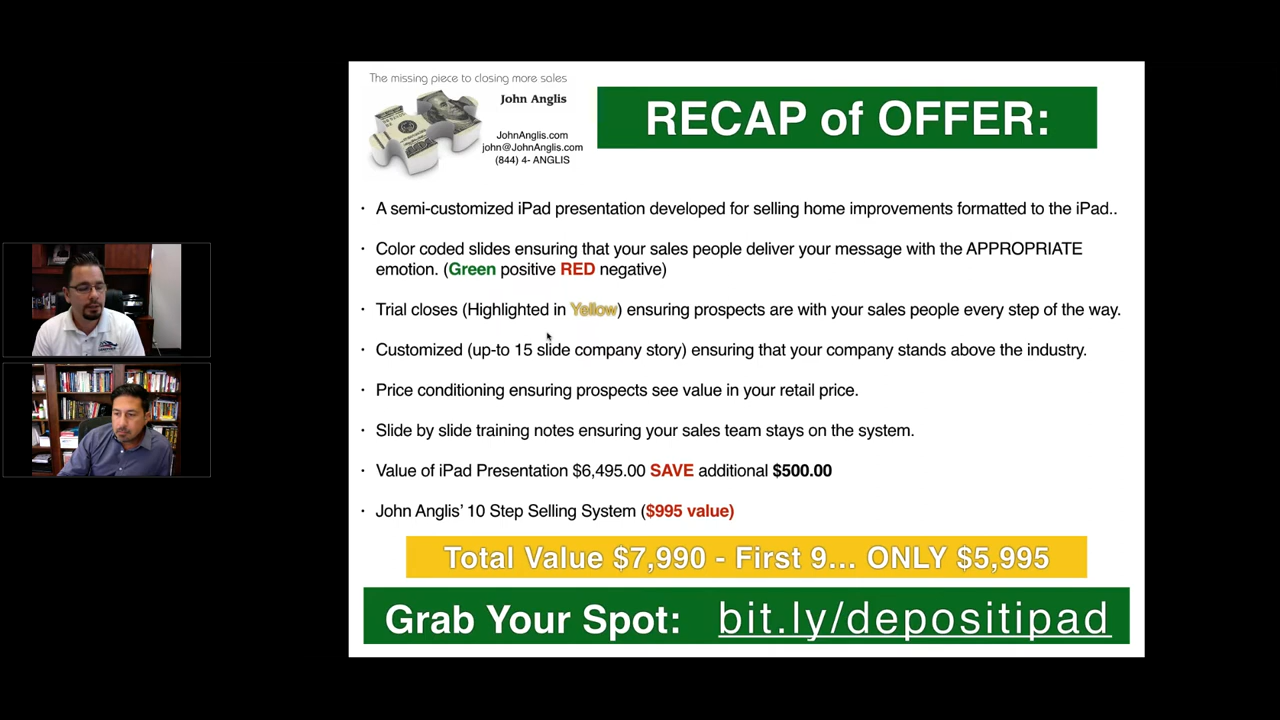 The missing piece to closing more sales
John Anglis
JohnAnglis.com
john@JohnAnglis.com
(844) 4- ANGLIS
RECAP of OFFER:
· A semi-customized iPad presentation developed for selling home improvements formatted to the iPad..
· Color coded slides ensuring that your sales people deliver your message with the APPROPRIATE
emotion. (Green positive RED negative)
· Trial closes (Highlighted in Yellow) ensuring prospects are with your sales people every step of the way.
· Customized (up-to 15 slide company story) ensuring that your company stands above the industry.
· Price conditioning ensuring prospects see value in your retail price.
· Slide by slide training notes ensuring your sales team stays on the system.
· Value of iPad Presentation $6,495.00 SAVE additional $500.00
· John Anglis’ 10 Step Selling System ($995 value)
Total Value $7,990 - First 9... ONLY $5,995
Grab Your Spot: bit.ly/depositipad